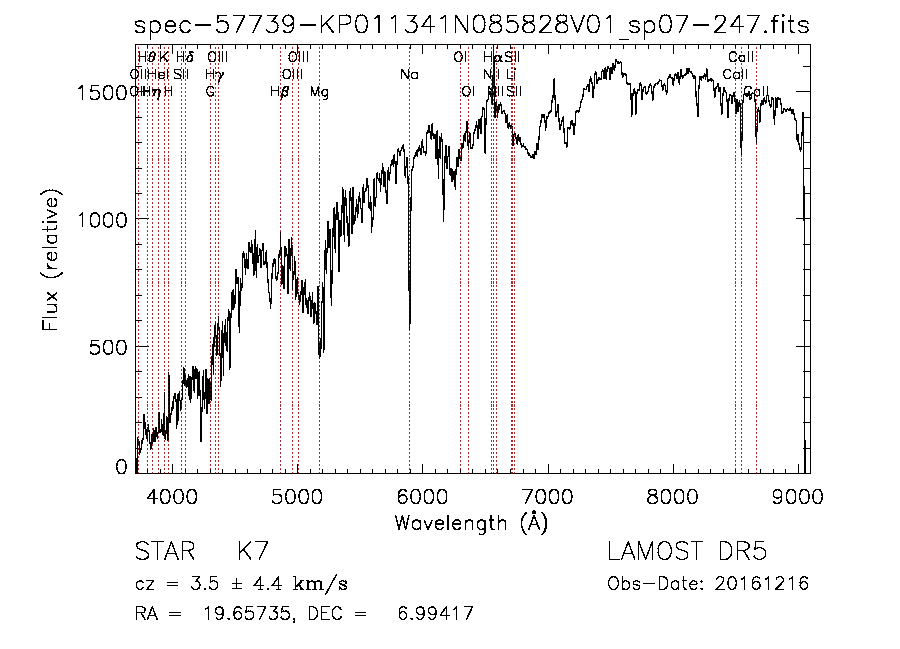 spec-57739-KP011341N085828V01_sp07-247.fits
Hθ K Hδ OIII OIII OI Hα SII CaII
OII HeI SII Hγ OIII Na NI Li CaII
OII Hη H G Hβ Mg OI NII SII CaII
1500
1000
500
0
Flux (relative)
4000 5000 6000 7000 8000 9000
Wavelength (Å)
STAR K7 LAMOST DR5
cz = 3.5 ± 4.4 km/s Obs-Date: 20161216
RA = 19.65735, DEC = 6.99417